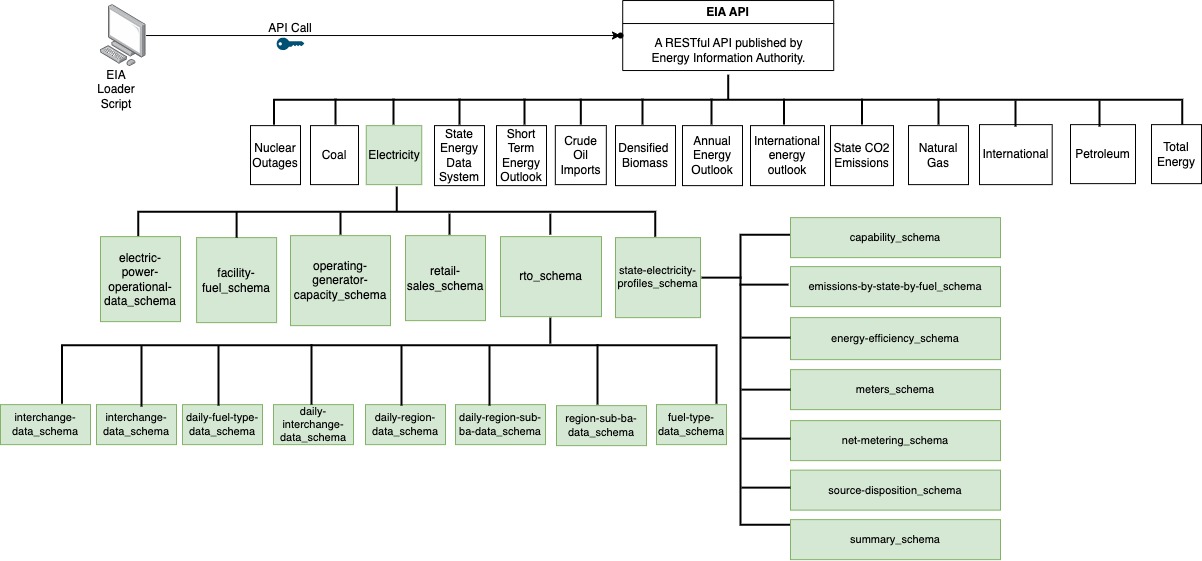 EIA API
API Call
A RESTful API published by
Energy Information Authority.
EIA
Loader
Script
Nuclear
Outages
Coal
Electricity
State
Energy
Data
System
Short
Term
Energy
Outlook
Crude
Oil
Imports
Densified
Biomass
Annual
Energy
Outlook
International
energy
outlook
State CO2
Emissions
Natural
Gas
International
Petroleum
Total
Energy
electric-
power-
operational-
data_schema
facility-
fuel_schema
operating-
generator-
capacity_schema
retail-
sales_schema
rto_schema
state-electricity-
profiles_schema
capability_schema
emissions-by-state-by-fuel_schema
energy-efficiency_schema
meters_schema
net-metering_schema
source-disposition_schema
summary_schema
interchange-
data_schema
interchange-
data_schema
daily-fuel-type-
data_schema
daily-
interchange-
data_schema
daily-region-
data_schema
daily-region-sub-
ba-data_schema
region-sub-ba-
data_schema
fuel-type-
data_schema